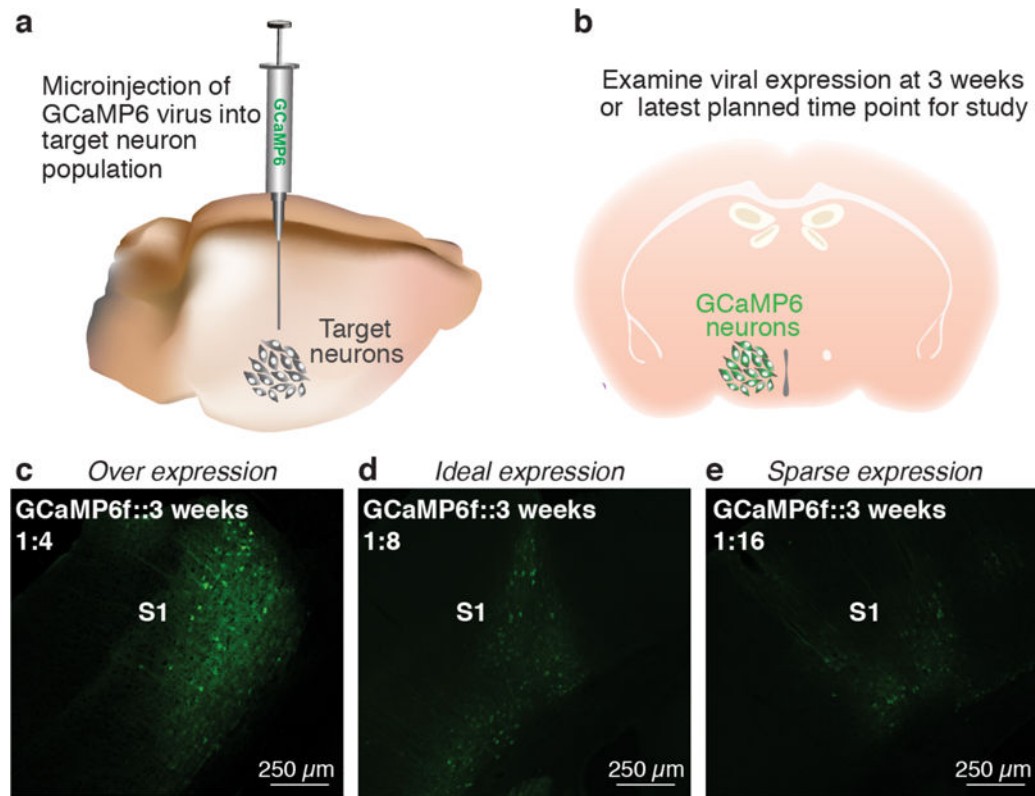 a
Microinjection of
GCaMP6 virus into
target neuron
population
GCaMP6
Target
neurons
b
Examine viral expression at 3 weeks
or latest planned time point for study
GCaMP6
neurons
c Over expression
GCaMP6f::3 weeks
1:4
S1
250 µm
d Ideal expression
GCaMP6f::3 weeks
1:8
S1
250 µm
e Sparse expression
GCaMP6f::3 weeks
1:16
S1
250 µm